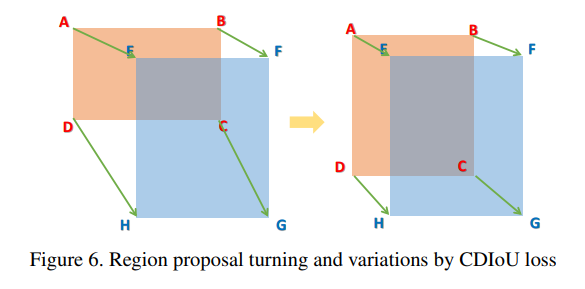 A B
E F
D C
H G
A B
E F
D C
H G
Figure 6. Region proposal turning and variations by CDIoU loss